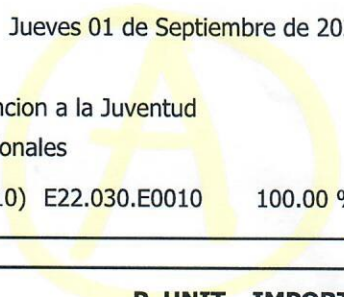 Jueves 01 de Septiembre de 20
ncion a la Juventud
onales
0) E22.030.E0010 100.00 %
P. UNIT IMPORT